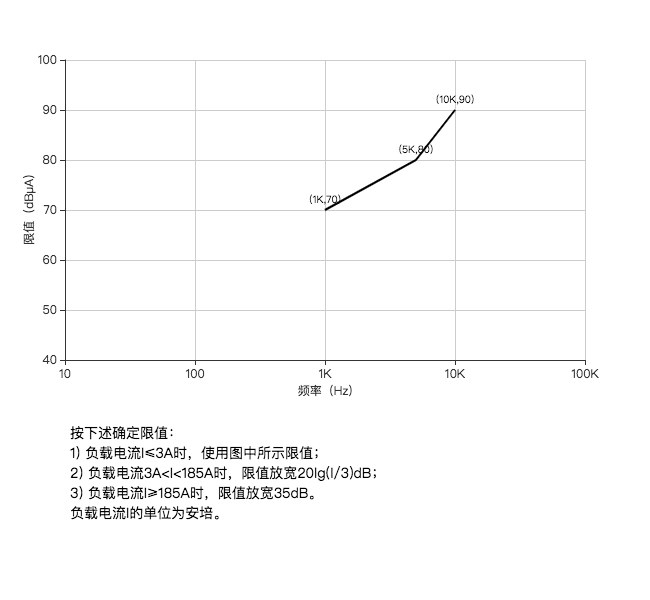 100
90
(10K,90)
80
(5K,80)
70
(1K,70)
60
50
40
限值（dBμA）
10
100
1K
10K
100K
频率（Hz）
按下述确定限值：
1) 负载电流I≤3A时，使用图中所示限值；
2) 负载电流3A<I<185A时，限值放宽20lg(I/3)dB；
3) 负载电流I≥185A时，限值放宽35dB。
负载电流I的单位为安培。